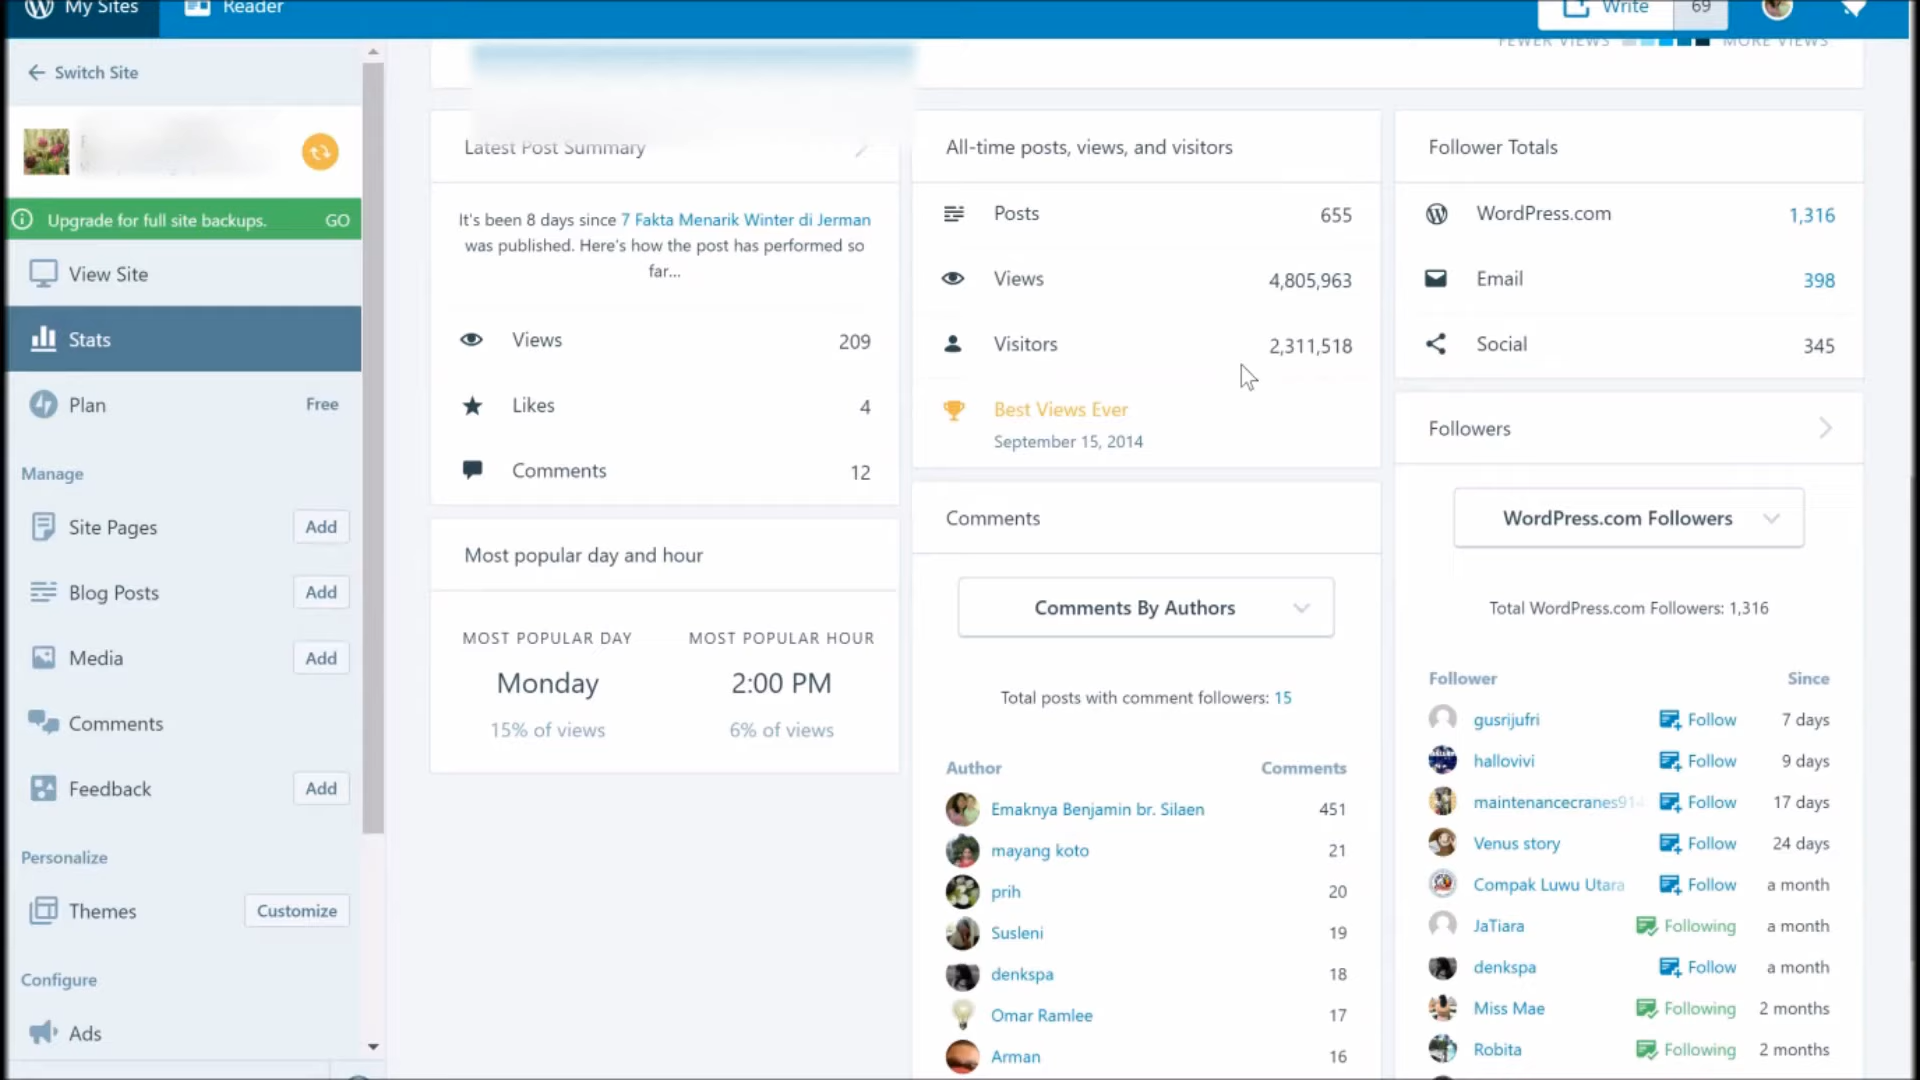 My Sites
Reader
Write
69
FEWER VIEWS MORE VIEWS
Switch Site
Upgrade for full site backups. GO
View Site
Stats
Plan Free
Manage
Site Pages Add
Blog Posts Add
Media Add
Comments
Feedback Add
Personalize
Themes Customize
Configure
Ads
Latest Post Summary
It's been 8 days since 7 Fakta Menarik Winter di Jerman
was published. Here's how the post has performed so
far...
Views 209
Likes 4
Comments 12
Most popular day and hour
MOST POPULAR DAY MOST POPULAR HOUR
Monday 2:00 PM
15% of views 6% of views
All-time posts, views, and visitors
Posts 655
Views 4,805,963
Visitors 2,311,518
Best Views Ever
September 15, 2014
Comments
Comments By Authors
Total posts with comment followers: 15
Author Comments
Emaknya Benjamin br. Silaen 451
mayang koto 21
prih 20
Susleni 19
denkspa 18
Omar Ramlee 17
Arman 16
Follower Totals
WordPress.com 1,316
Email 398
Social 345
Followers
WordPress.com Followers
Total WordPress.com Followers: 1,316
Follower Since
gusrijufri Follow 7 days
hallovivi Follow 9 days
maintenancecranes914 Follow 17 days
Venus story Follow 24 days
Compak Luwu Utara Follow a month
JaTiara Following a month
denkspa Follow a month
Miss Mae Following 2 months
Robita Following 2 months